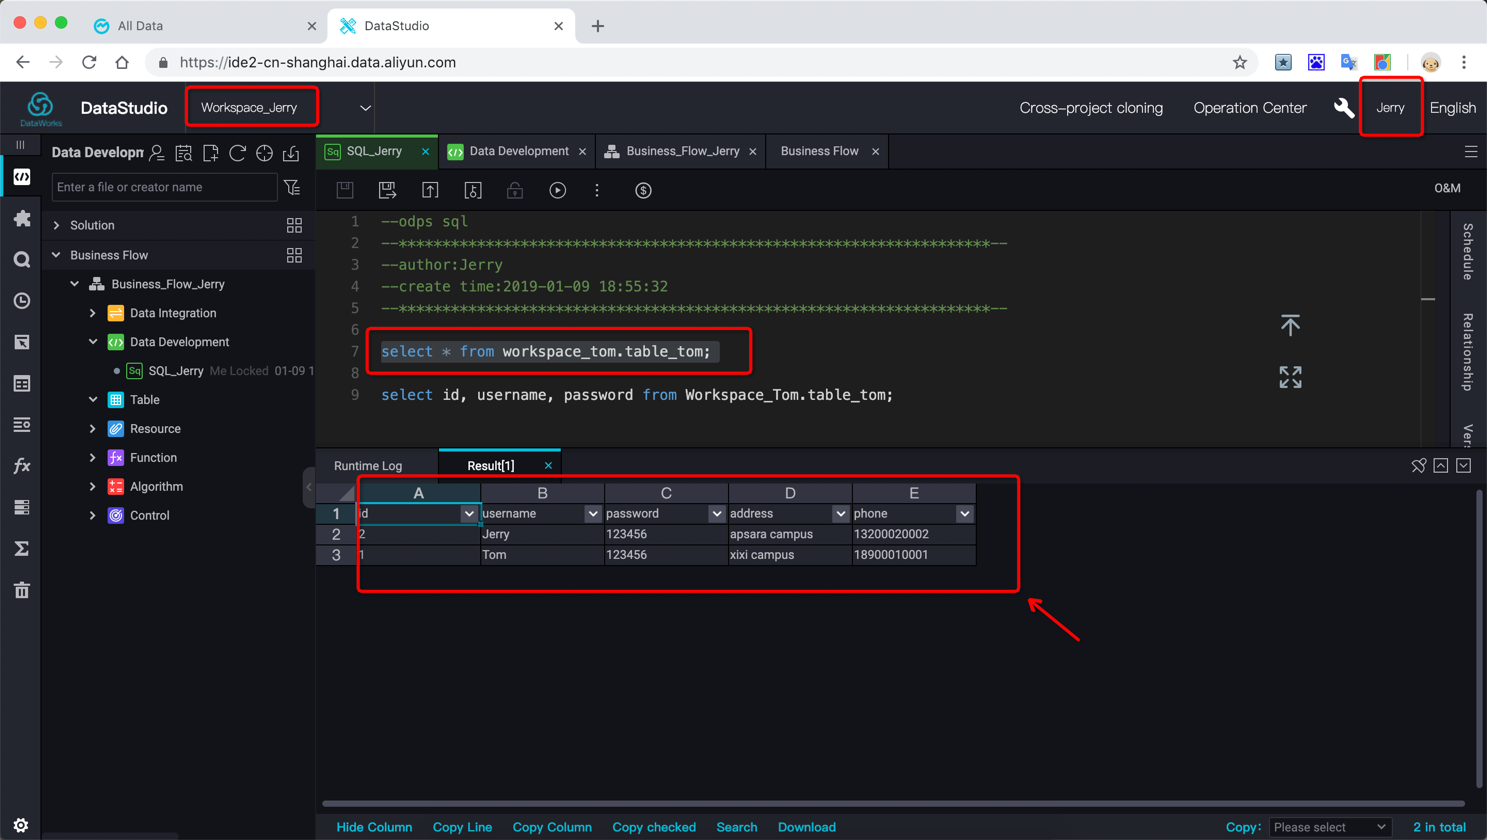 All Data
DataStudio
https://ide2-cn-shanghai.data.aliyun.com
DataWorks
DataStudio
Workspace_Jerry
Cross-project cloning
Operation Center
Jerry
English
Data Developm
Enter a file or creator name
Solution
Business Flow
Business_Flow_Jerry
Data Integration
Data Development
Sq SQL_Jerry Me Locked 01-09 1
Table
Resource
Function
Algorithm
Control
Sq SQL_Jerry
Data Development
Business_Flow_Jerry
Business Flow
O&M
1 --odps sql
2 --********************************************************************--
3 --author:Jerry
4 --create time:2019-01-09 18:55:32
5 --********************************************************************--
6
7 select * from workspace_tom.table_tom;
8
9 select id, username, password from Workspace_Tom.table_tom;
Schedule
Relationship
Vers
Runtime Log
Result[1]
A B C D E
1 id username password address phone
2 2 Jerry 123456 apsara campus 13200020002
3 1 Tom 123456 xixi campus 18900010001
Hide Column
Copy Line
Copy Column
Copy checked
Search
Download
Copy: Please select
2 in total